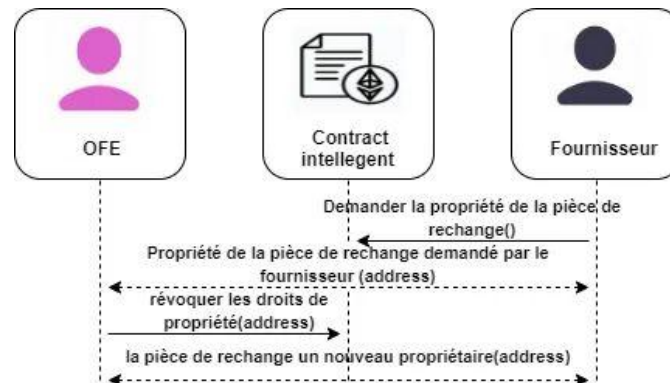 OFE
Contract
intellegent
Fournisseur
Demander la propriété de la pièce de
rechange()
Propriété de la pièce de rechange demandé par le
fournisseur (address)
révoquer les droits de
propriété(address)
la pièce de rechange un nouveau propriétaire(address)